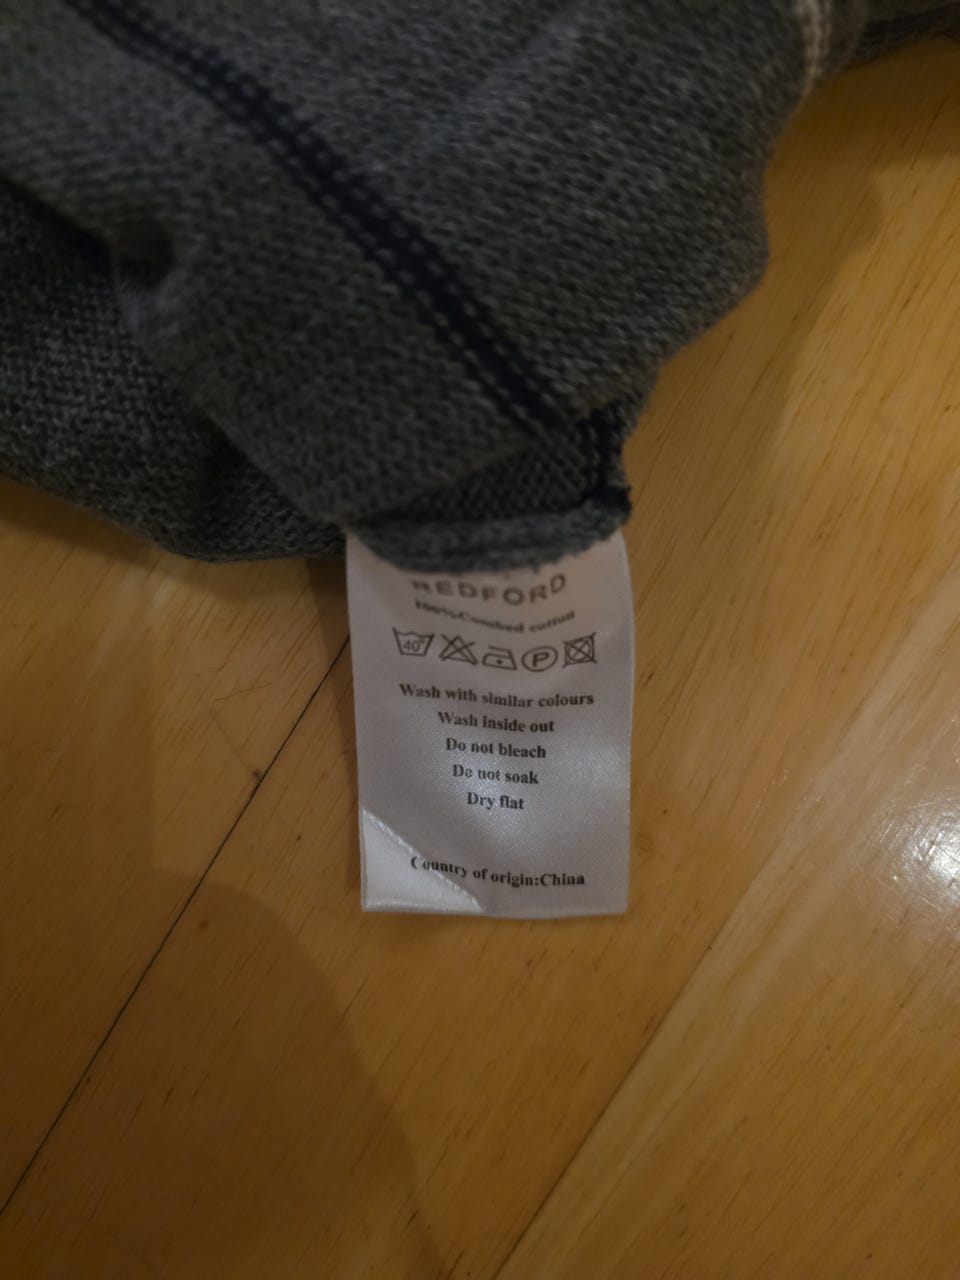 REDFORD
100%Combed cotton
40° P
Wash with similar colours
Wash inside out
Do not bleach
Do not soak
Dry flat
Country of origin:China